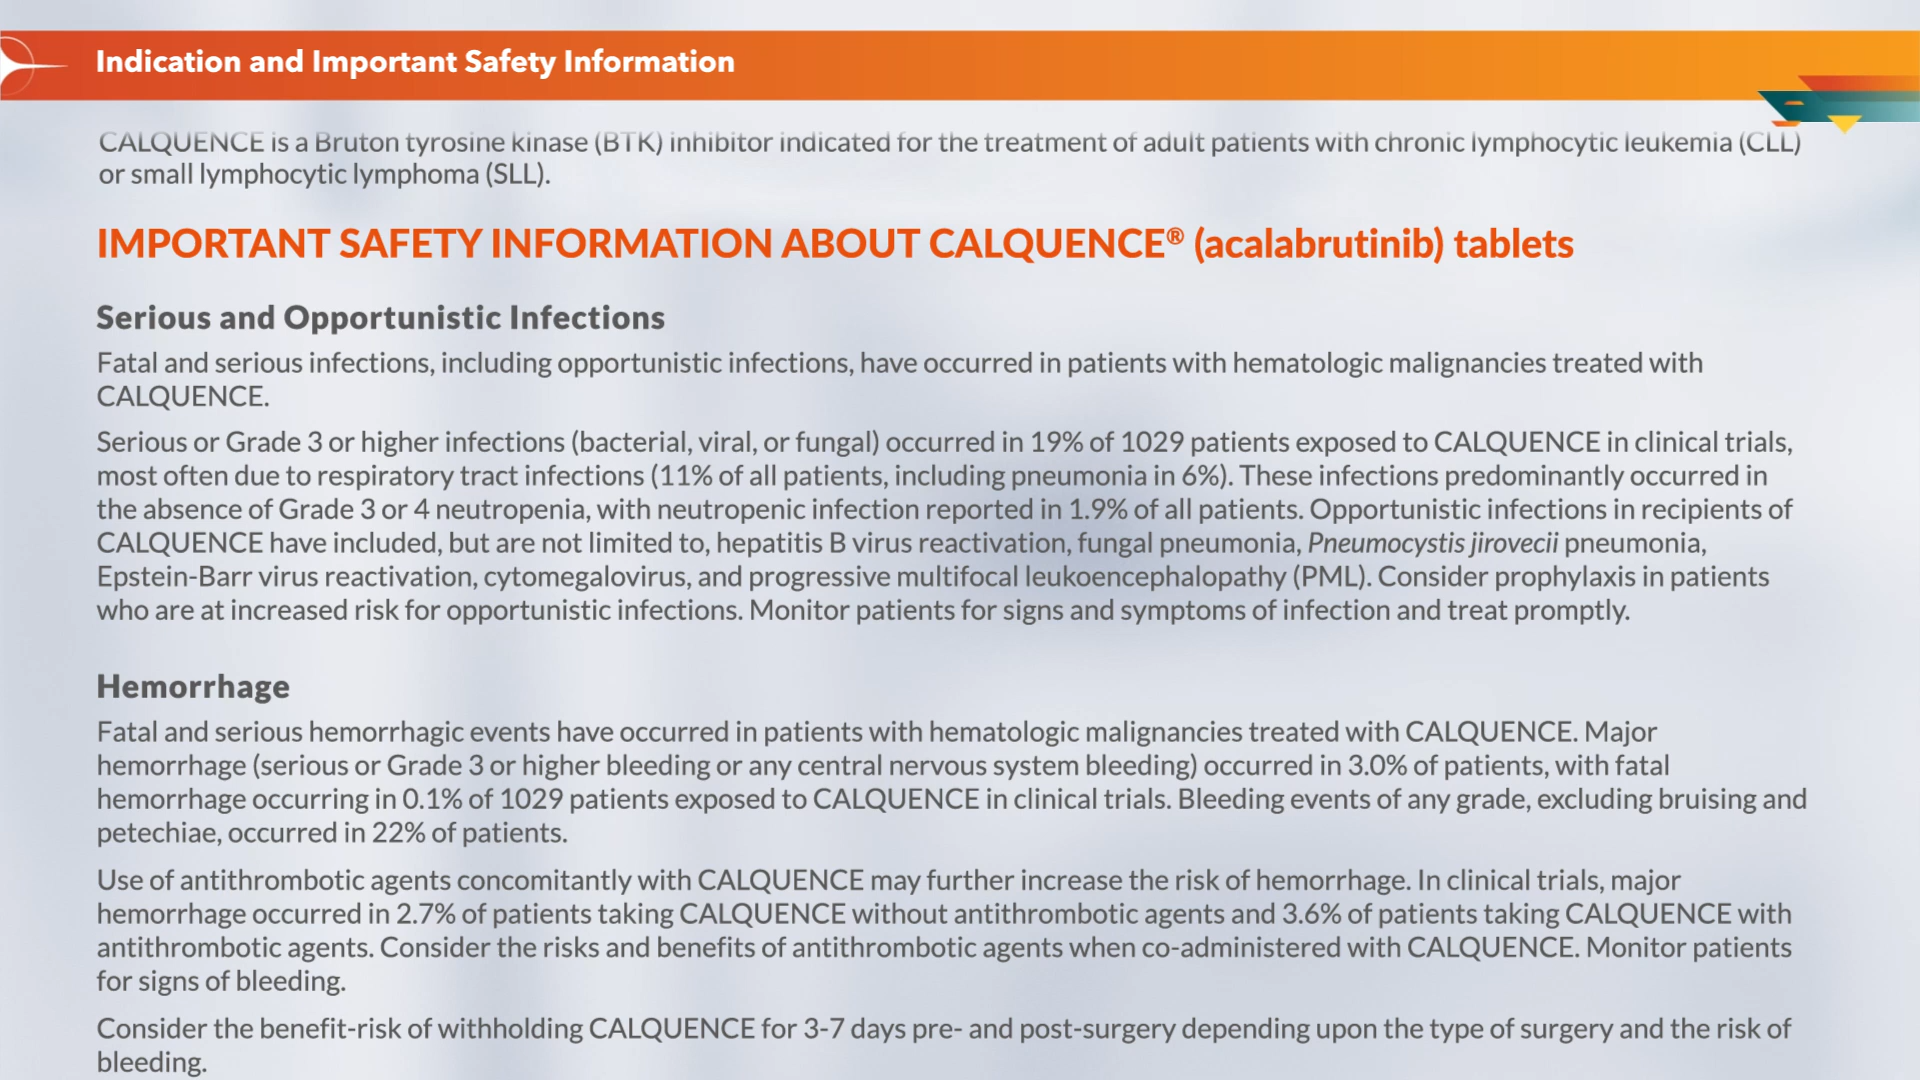 Indication and Important Safety Information
CALQUENCE is a Bruton tyrosine kinase (BTK) inhibitor indicated for the treatment of adult patients with chronic lymphocytic leukemia (CLL)
or small lymphocytic lymphoma (SLL).
IMPORTANT SAFETY INFORMATION ABOUT CALQUENCE® (acalabrutinib) tablets
Serious and Opportunistic Infections
Fatal and serious infections, including opportunistic infections, have occurred in patients with hematologic malignancies treated with
CALQUENCE.
Serious or Grade 3 or higher infections (bacterial, viral, or fungal) occurred in 19% of 1029 patients exposed to CALQUENCE in clinical trials,
most often due to respiratory tract infections (11% of all patients, including pneumonia in 6%). These infections predominantly occurred in
the absence of Grade 3 or 4 neutropenia, with neutropenic infection reported in 1.9% of all patients. Opportunistic infections in recipients of
CALQUENCE have included, but are not limited to, hepatitis B virus reactivation, fungal pneumonia, Pneumocystis jirovecii pneumonia,
Epstein-Barr virus reactivation, cytomegalovirus, and progressive multifocal leukoencephalopathy (PML). Consider prophylaxis in patients
who are at increased risk for opportunistic infections. Monitor patients for signs and symptoms of infection and treat promptly.
Hemorrhage
Fatal and serious hemorrhagic events have occurred in patients with hematologic malignancies treated with CALQUENCE. Major
hemorrhage (serious or Grade 3 or higher bleeding or any central nervous system bleeding) occurred in 3.0% of patients, with fatal
hemorrhage occurring in 0.1% of 1029 patients exposed to CALQUENCE in clinical trials. Bleeding events of any grade, excluding bruising and
petechiae, occurred in 22% of patients.
Use of antithrombotic agents concomitantly with CALQUENCE may further increase the risk of hemorrhage. In clinical trials, major
hemorrhage occurred in 2.7% of patients taking CALQUENCE without antithrombotic agents and 3.6% of patients taking CALQUENCE with
antithrombotic agents. Consider the risks and benefits of antithrombotic agents when co-administered with CALQUENCE. Monitor patients
for signs of bleeding.
Consider the benefit-risk of withholding CALQUENCE for 3-7 days pre- and post-surgery depending upon the type of surgery and the risk of
bleeding.